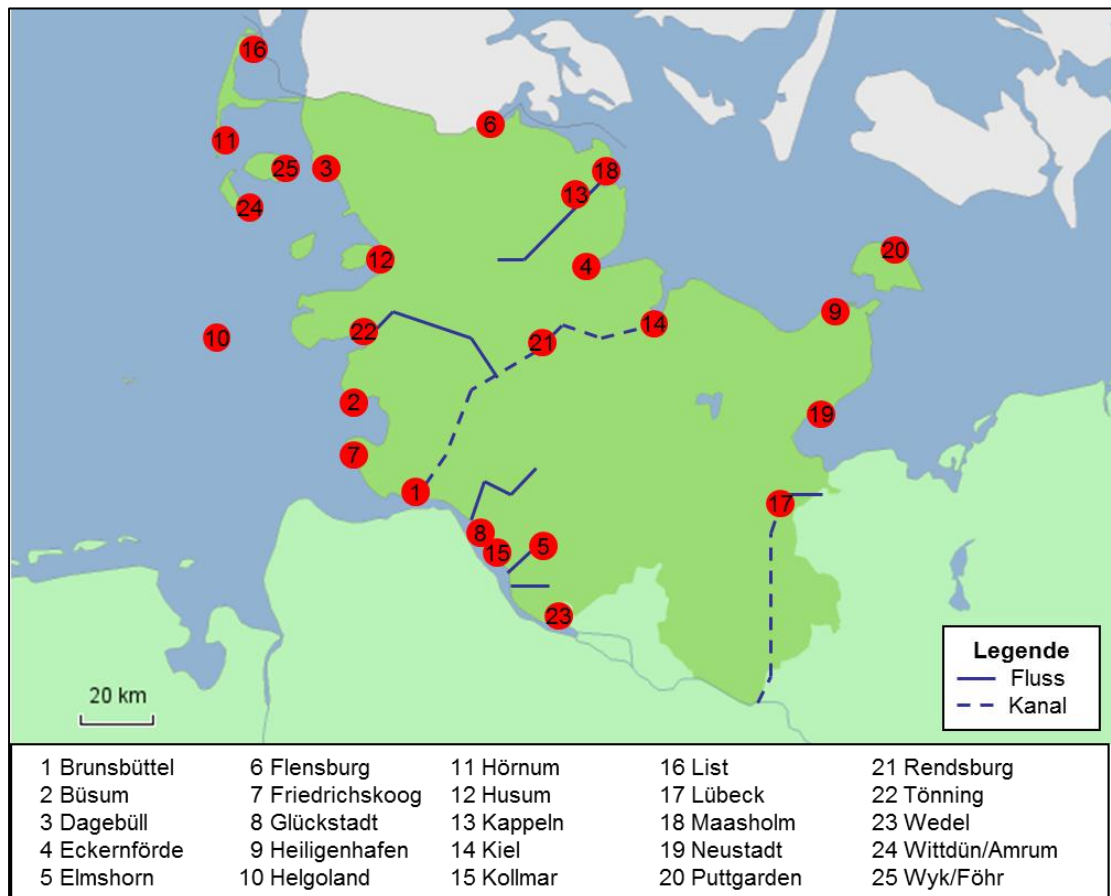 16
6
11
25
3
18
13
24
12
4
20
10
22
21
14
9
2
19
7
1
17
8
15
5
23
Legende
Fluss
Kanal
20 km
1 Brunsbüttel 6 Flensburg 11 Hörnum 16 List 21 Rendsburg
2 Büsum 7 Friedrichskoog 12 Husum 17 Lübeck 22 Tönning
3 Dagebüll 8 Glückstadt 13 Kappeln 18 Maasholm 23 Wedel
4 Eckernförde 9 Heiligenhafen 14 Kiel 19 Neustadt 24 Wittdün/Amrum
5 Elmshorn 10 Helgoland 15 Kollmar 20 Puttgarden 25 Wyk/Föhr